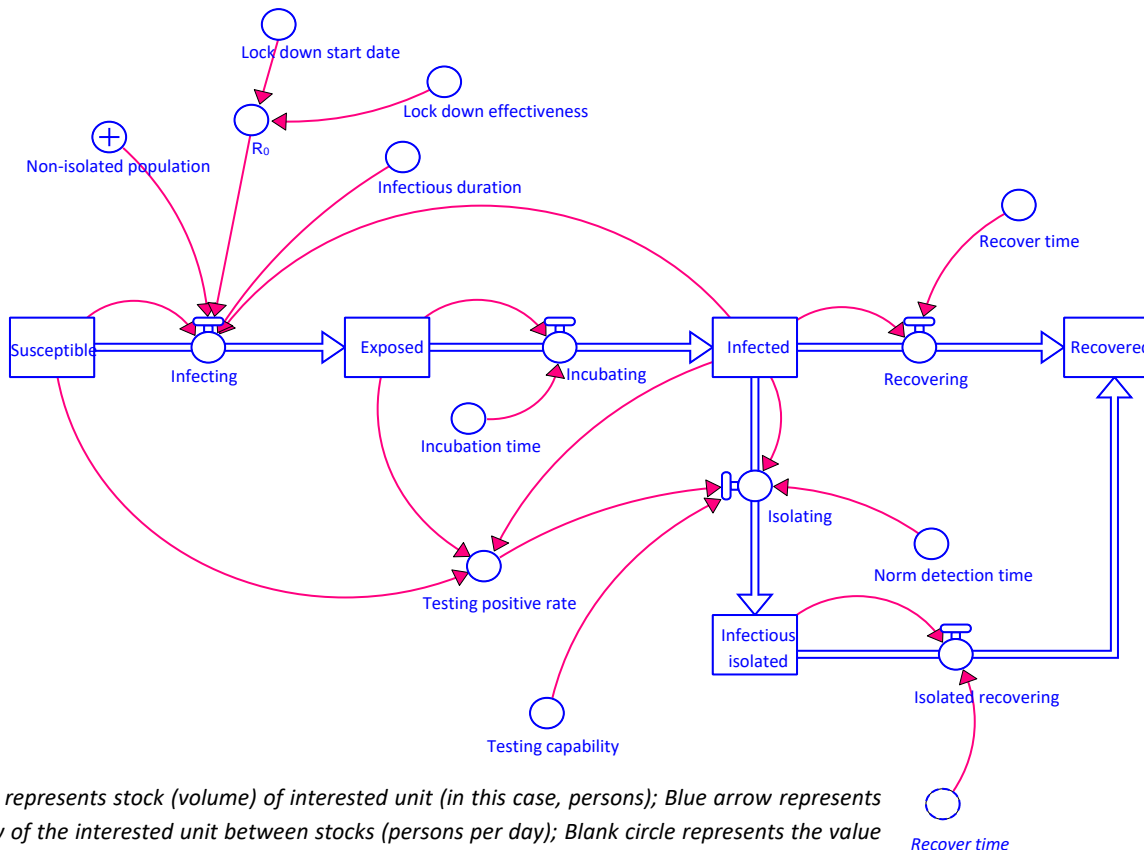 Lock down start date
Lock down effectiveness
R₀
Non-isolated population
Infectious duration
Recover time
Susceptible
Infecting
Exposed
Incubating
Infected
Recovering
Recovered
Incubation time
Isolating
Norm detection time
Testing positive rate
Infectious
isolated
Isolated recovering
Testing capability
represents stock (volume) of interested unit (in this case, persons); Blue arrow represents
of the interested unit between stocks (persons per day); Blank circle represents the value
Recover time